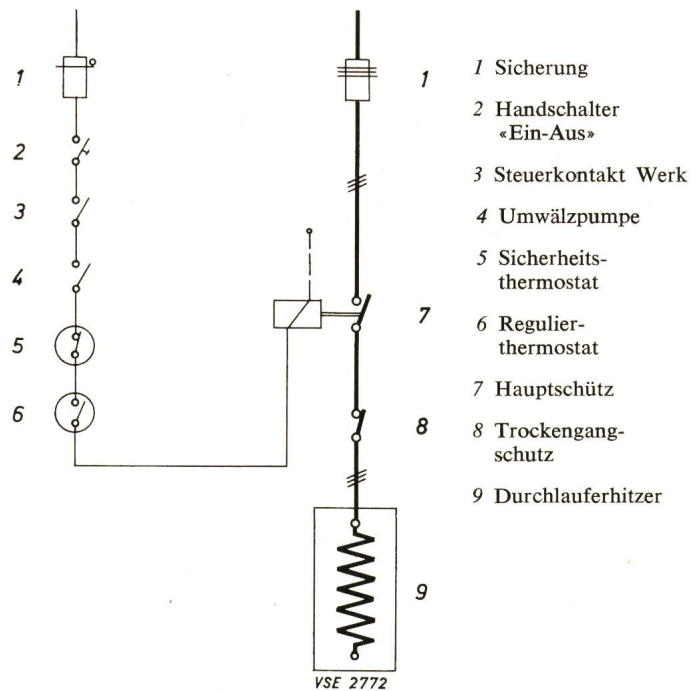 1
2
3
4
5
6
1
7
8
9
VSE 2772
1 Sicherung
2 Handschalter
«Ein-Aus»
3 Steuerkontakt Werk
4 Umwälzpumpe
5 Sicherheits-
thermostat
6 Regulier-
thermostat
7 Hauptschütz
8 Trockengang-
schutz
9 Durchlauferhitzer